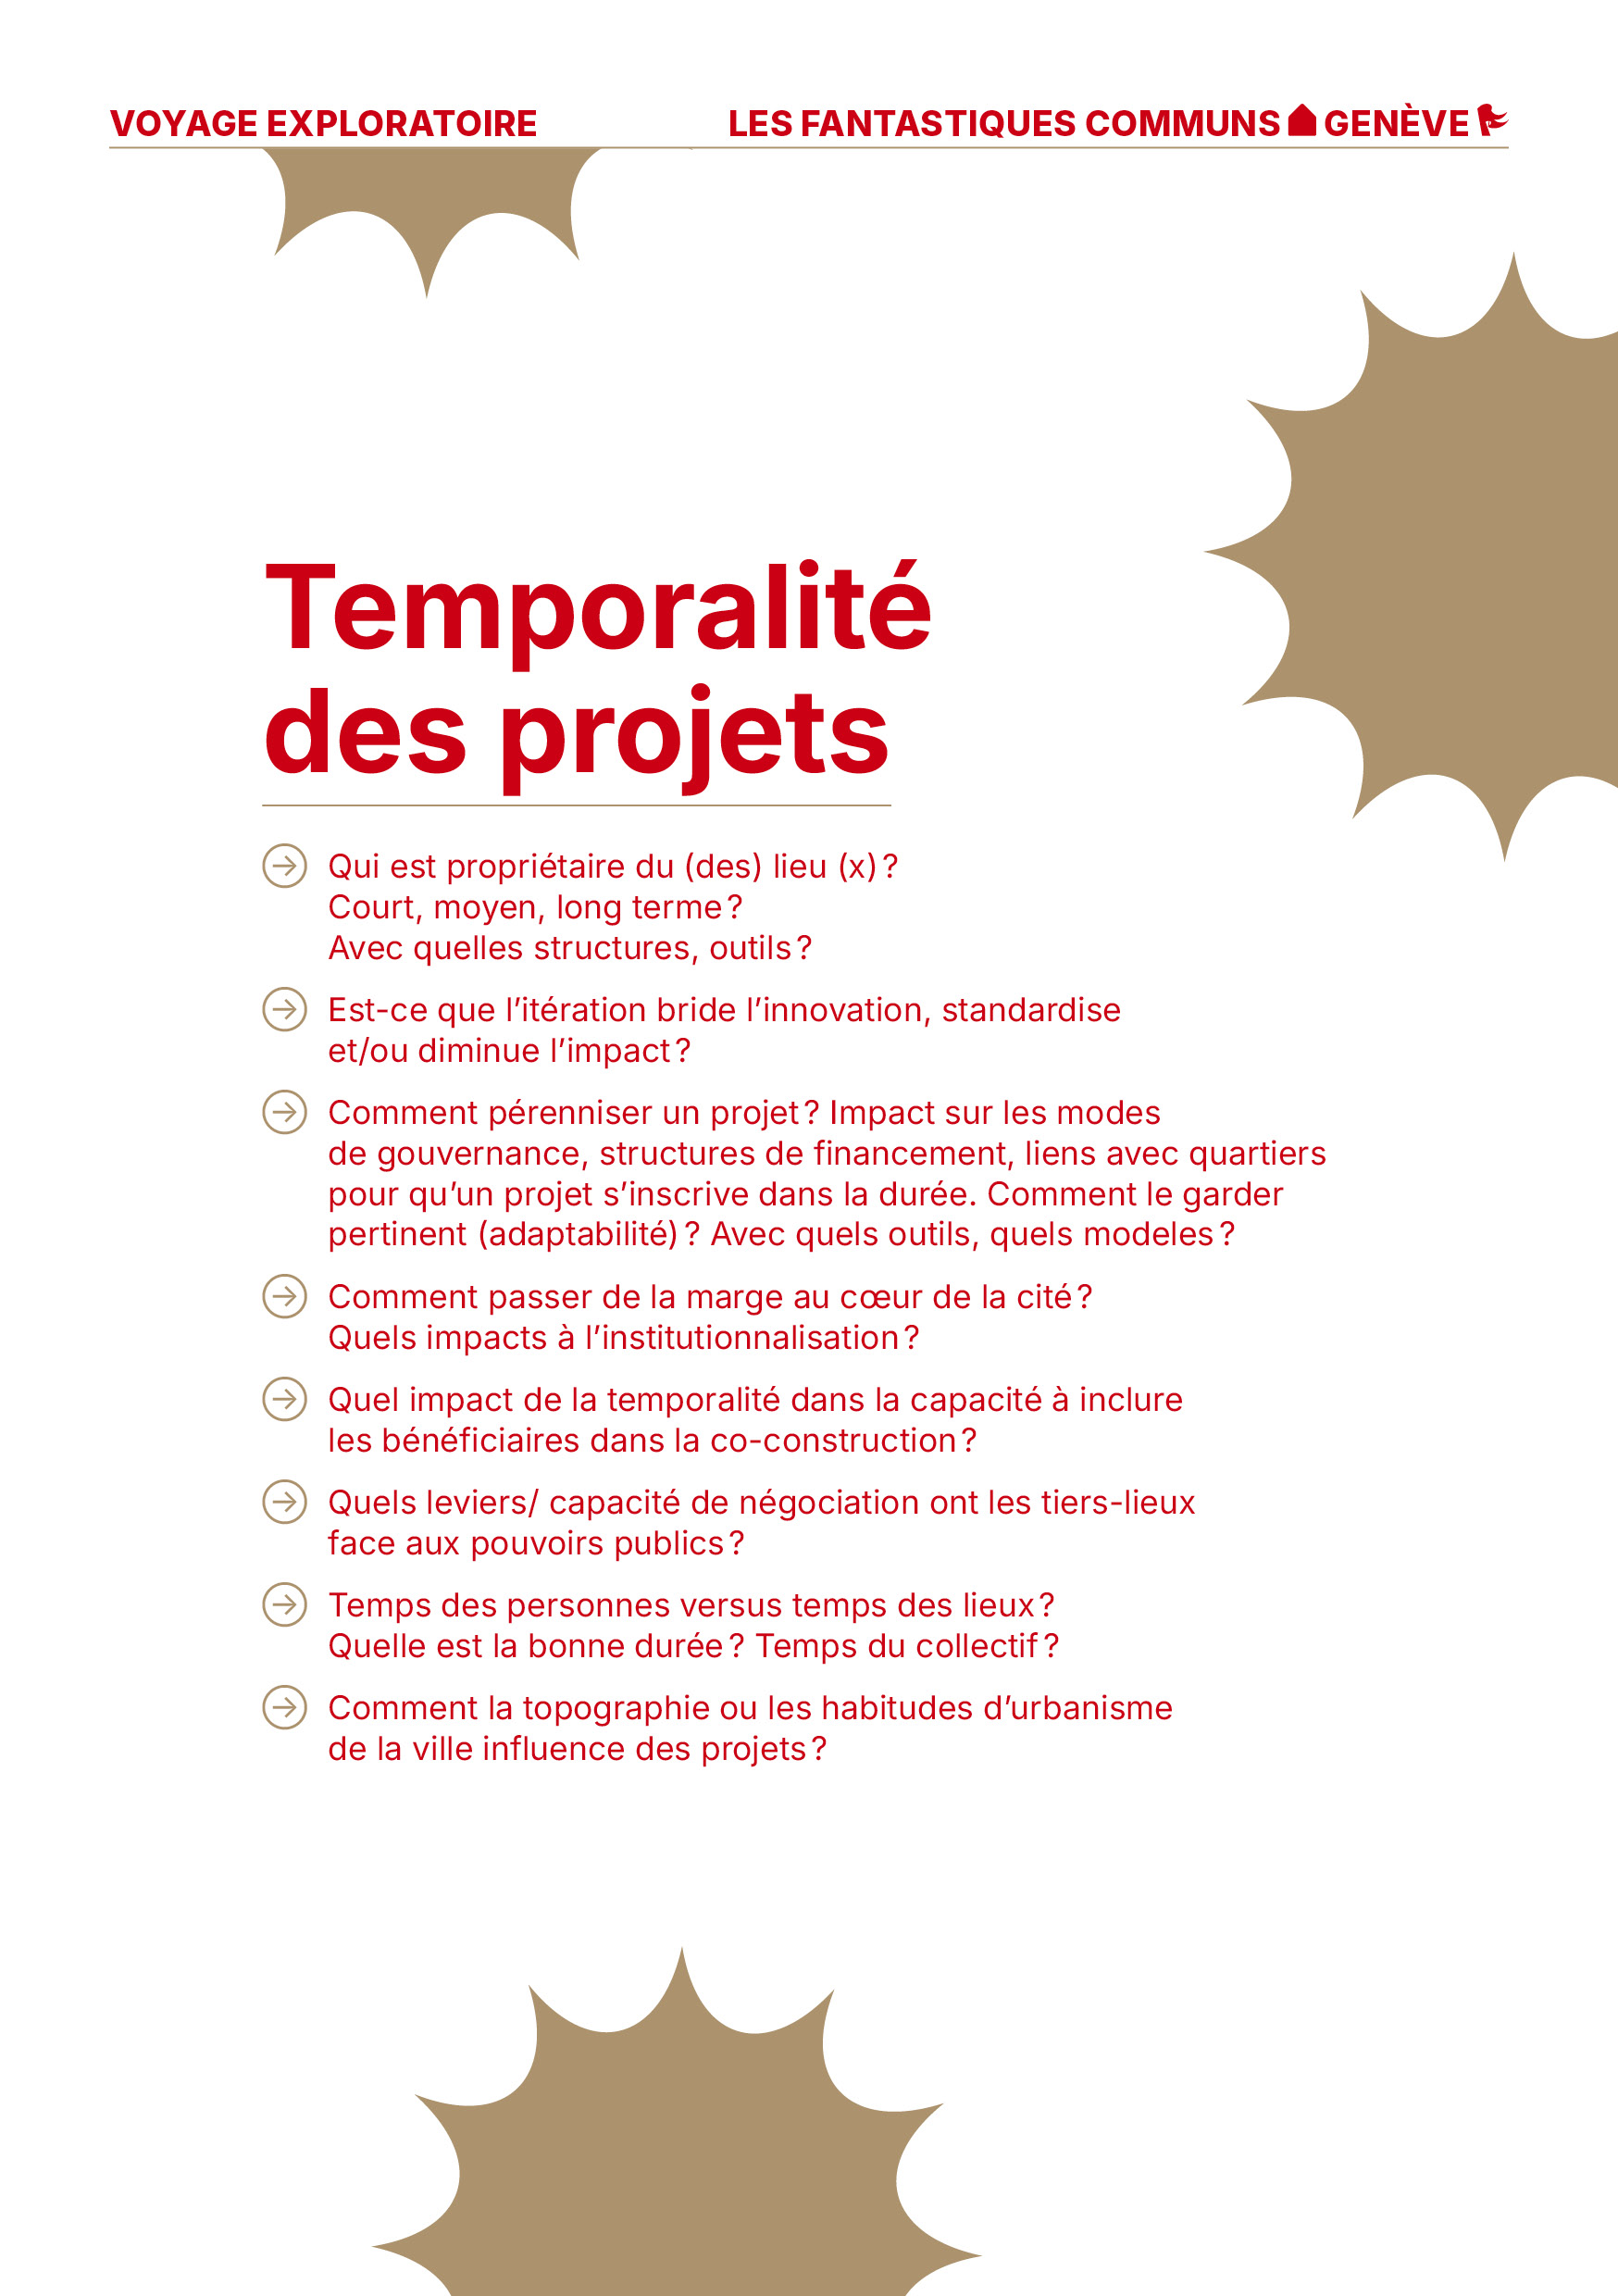 VOYAGE EXPLORATOIRE
LES FANTASTIQUES COMMUNS GENÈVE
Temporalité
des projets
Qui est propriétaire du (des) lieu (x) ?
Court, moyen, long terme ?
Avec quelles structures, outils ?
Est-ce que l’itération bride l’innovation, standardise
et/ou diminue l’impact ?
Comment pérenniser un projet ? Impact sur les modes
de gouvernance, structures de financement, liens avec quartiers
pour qu’un projet s’inscrive dans la durée. Comment le garder
pertinent (adaptabilité) ? Avec quels outils, quels modeles ?
Comment passer de la marge au cœur de la cité ?
Quels impacts à l’institutionnalisation ?
Quel impact de la temporalité dans la capacité à inclure
les bénéficiaires dans la co-construction ?
Quels leviers/ capacité de négociation ont les tiers-lieux
face aux pouvoirs publics ?
Temps des personnes versus temps des lieux ?
Quelle est la bonne durée ? Temps du collectif ?
Comment la topographie ou les habitudes d’urbanisme
de la ville influence des projets ?